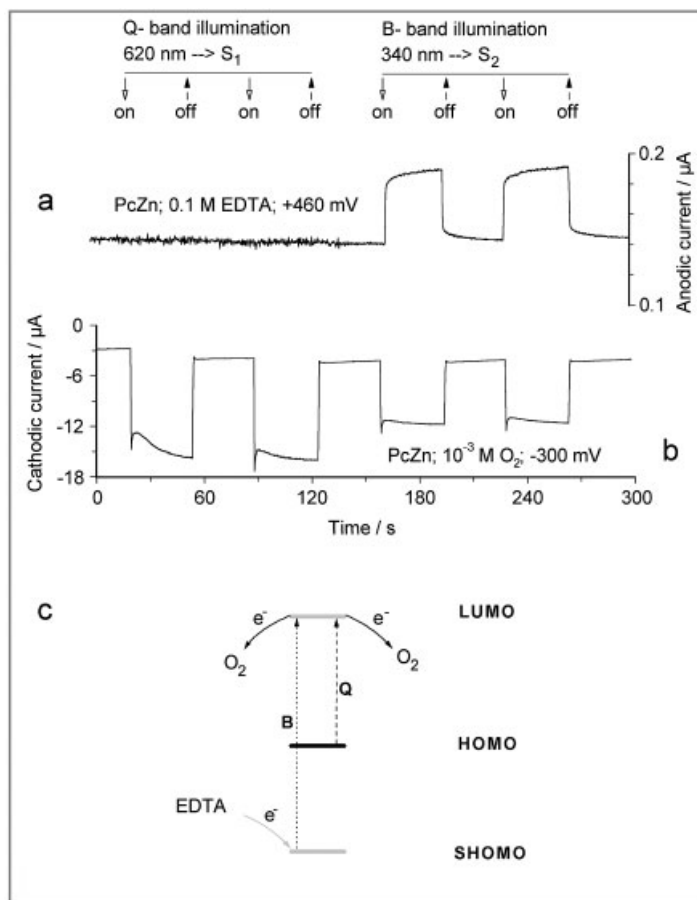 Q- band illumination
620 nm --> S1
on off on off
B- band illumination
340 nm --> S2
on off on off
a
PcZn; 0.1 M EDTA; +460 mV
0.2
0.1
Anodic current / µA
0
-6
-12
-18
Cathodic current / µA
PcZn; 10⁻³ M O₂; -300 mV
b
0 60 120 180 240 300
Time / s
c
LUMO
e⁻ e⁻
O₂ O₂
Q
B
HOMO
EDTA e⁻
SHOMO